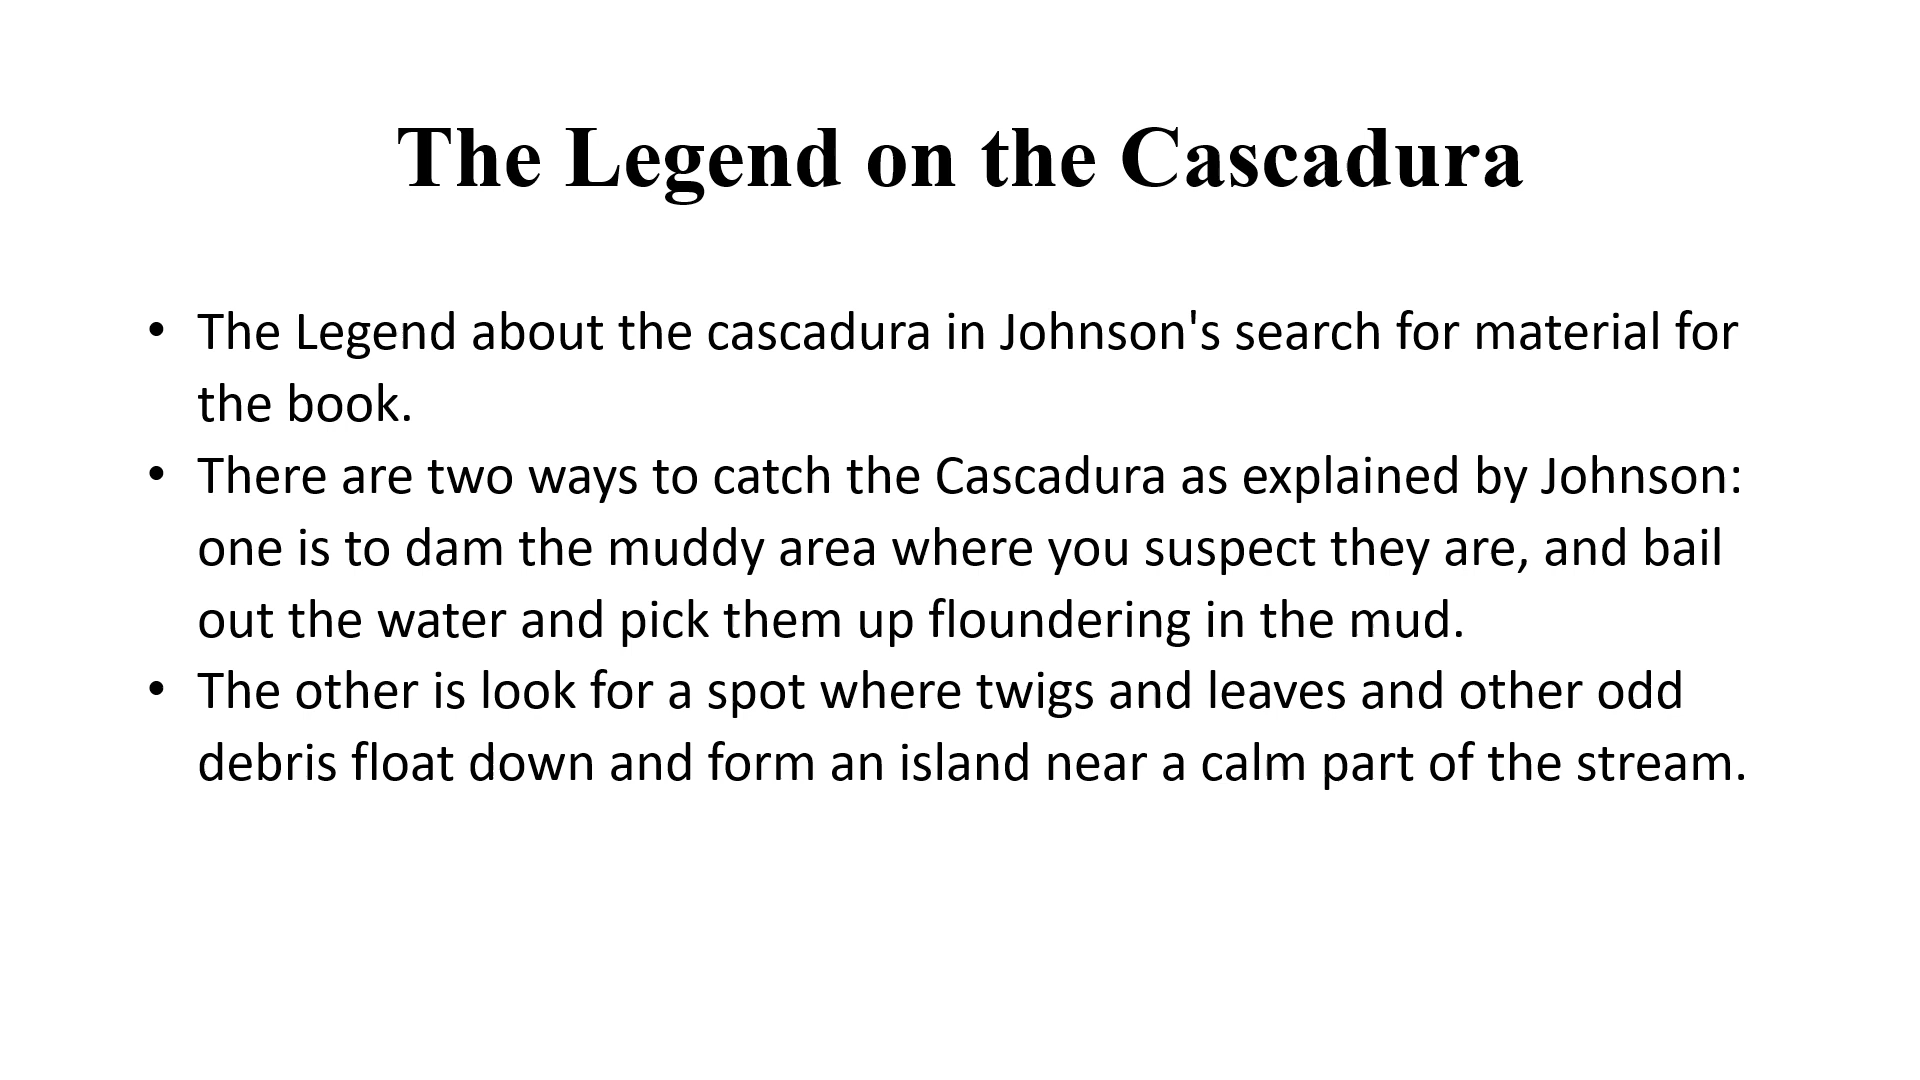 The Legend on the Cascadura
• The Legend about the cascadura in Johnson's search for material for
the book.
• There are two ways to catch the Cascadura as explained by Johnson:
one is to dam the muddy area where you suspect they are, and bail
out the water and pick them up floundering in the mud.
• The other is look for a spot where twigs and leaves and other odd
debris float down and form an island near a calm part of the stream.